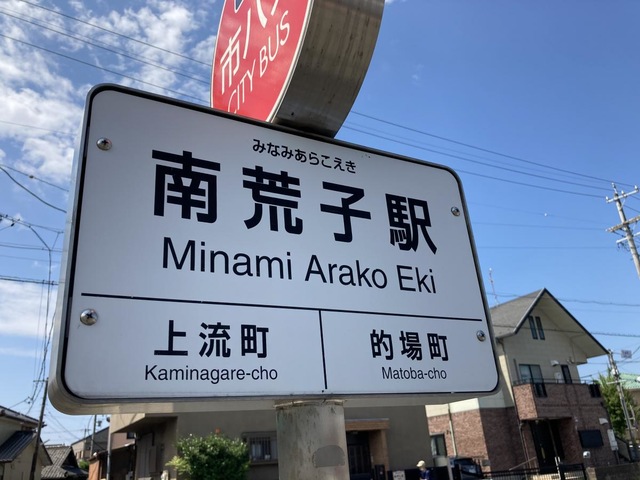 市バス
CITY BUS
みなみあらこえき
南荒子駅
Minami Arako Eki
上流町
Kaminagare-cho
的場町
Matoba-cho